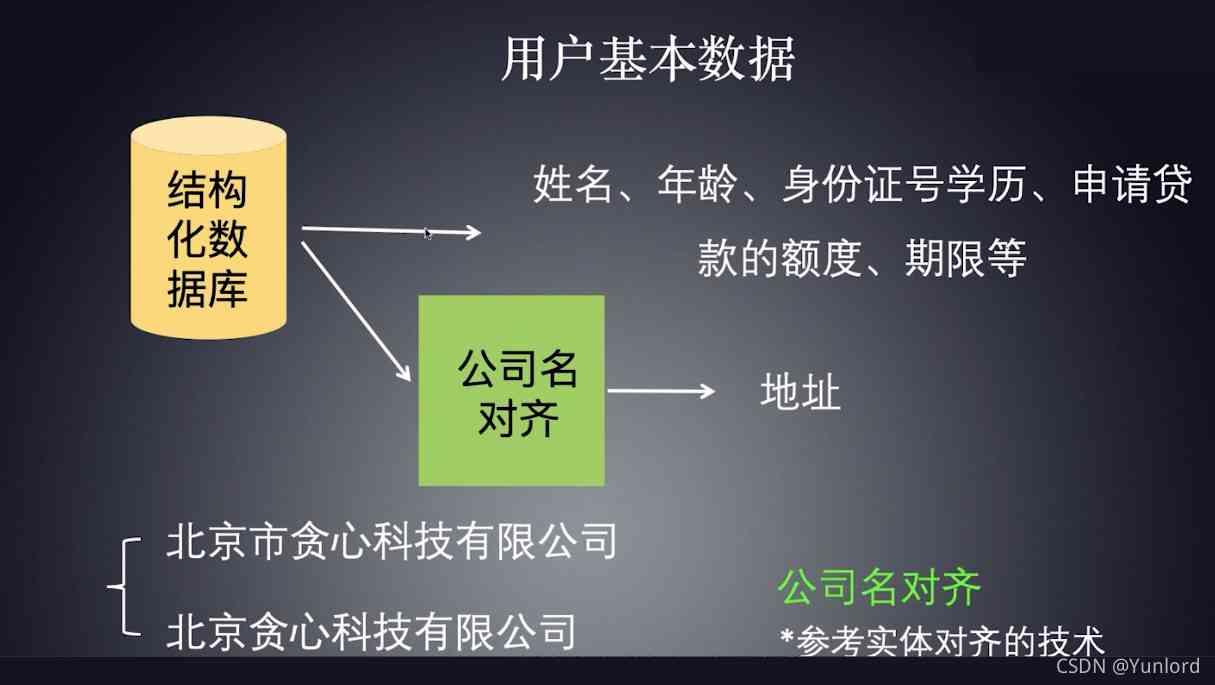 用户基本数据
结构
化数
据库
姓名、年龄、身份证号学历、申请贷
款的额度、期限等
公司名
对齐
地址
北京市贪心科技有限公司
北京贪心科技有限公司
公司名对齐
*参考实体对齐的技术
CSDN @Yunlord